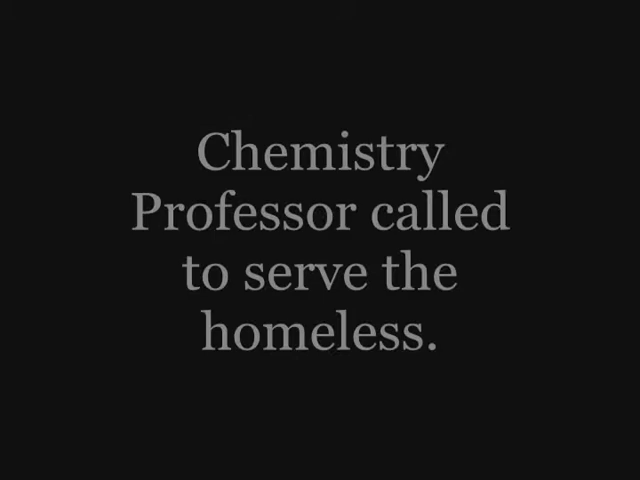 Chemistry
Professor called
to serve the
homeless.